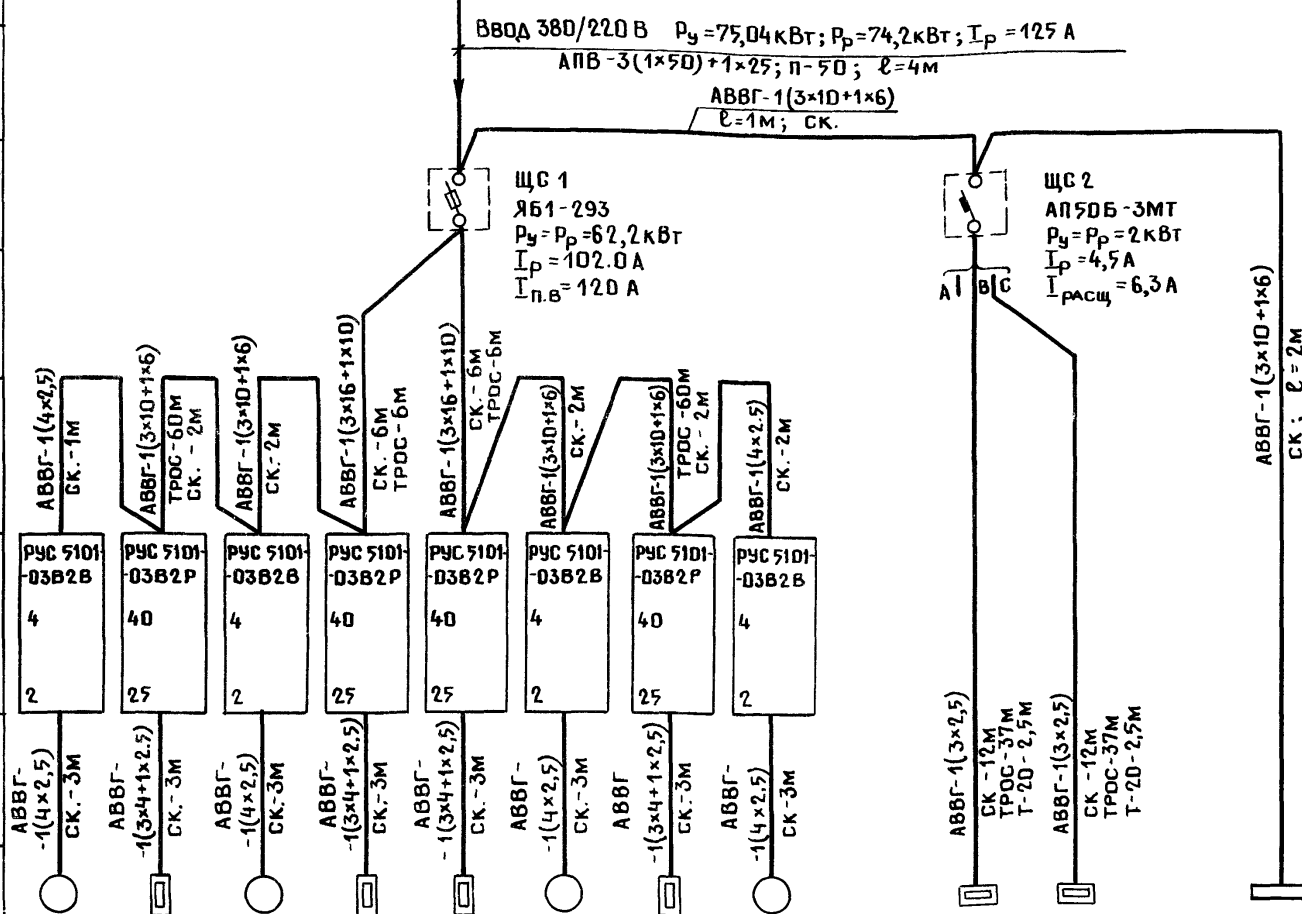 Ввод 380/220 В Ру=75,04кВт; Рр=74,2кВт; Iр=125 А
АПВ-3(1×50)+1×25; п-50; ℓ=4м
АВВГ-1(3×10+1×6)
ℓ=1м; СК.
ЩС 1
ЯБ1-293
Ру=Рр=62,2кВт
Iр=102.0А
Iп.в=120 А
ЩС 2
АП50Б-3МТ
Ру=Рр=2кВт
Iр=4,5А
Iрасщ=6,3А
А В С
АВВГ-1(3×10+1×6)
СК; ℓ=2м
АВВГ-1(4×2,5)
СК.-1м
АВВГ-1(3×10+1×6)
ТРОС-60м
СК.-2м
АВВГ-1(3×10+1×6)
СК.-2м
АВВГ-1(3×16+1×10)
СК.-6м
ТРОС-6м
АВВГ-1(3×16+1×10)
СК.-6м
ТРОС-6м
АВВГ-1(3×10+1×6)
СК.-2м
АВВГ-1(3×10+1×6)
ТРОС-60м
СК.-2м
АВВГ-1(4×2.5)
СК.-2м
РУС 5101-
-03В2В
4
2
РУС 5101-
-03В2Р
40
25
РУС 5101-
-03В2В
4
2
РУС 5101-
-03В2Р
40
25
РУС 5101-
-03В2Р
40
25
РУС 5101-
-03В2В
4
2
РУС 5101-
-03В2Р
40
25
РУС 5101-
-03В2В
4
2
АВВГ-
-1(4×2,5)
СК.-3м
АВВГ-
-1(3×4+1×2.5)
СК.-3м
АВВГ-
-1(4×2,5)
СК-3м
АВВГ-
-1(3×4+1×2,5)
СК.-3м
АВВГ-
-1(3×4+1×2,5)
СК.-3м
АВВГ-
-1(4×2,5)
СК.-3м
АВВГ
-1(3×4+1×2,5)
СК.-3м
АВВГ-
-1(4×2.5)
СК-3м
АВВГ-1(3×2,5)
СК-12м
ТРОС-37м
Т-20-2,5м
АВВГ-1(3×2,5)
СК-12м
ТРОС-37м
Т-20-2,5м